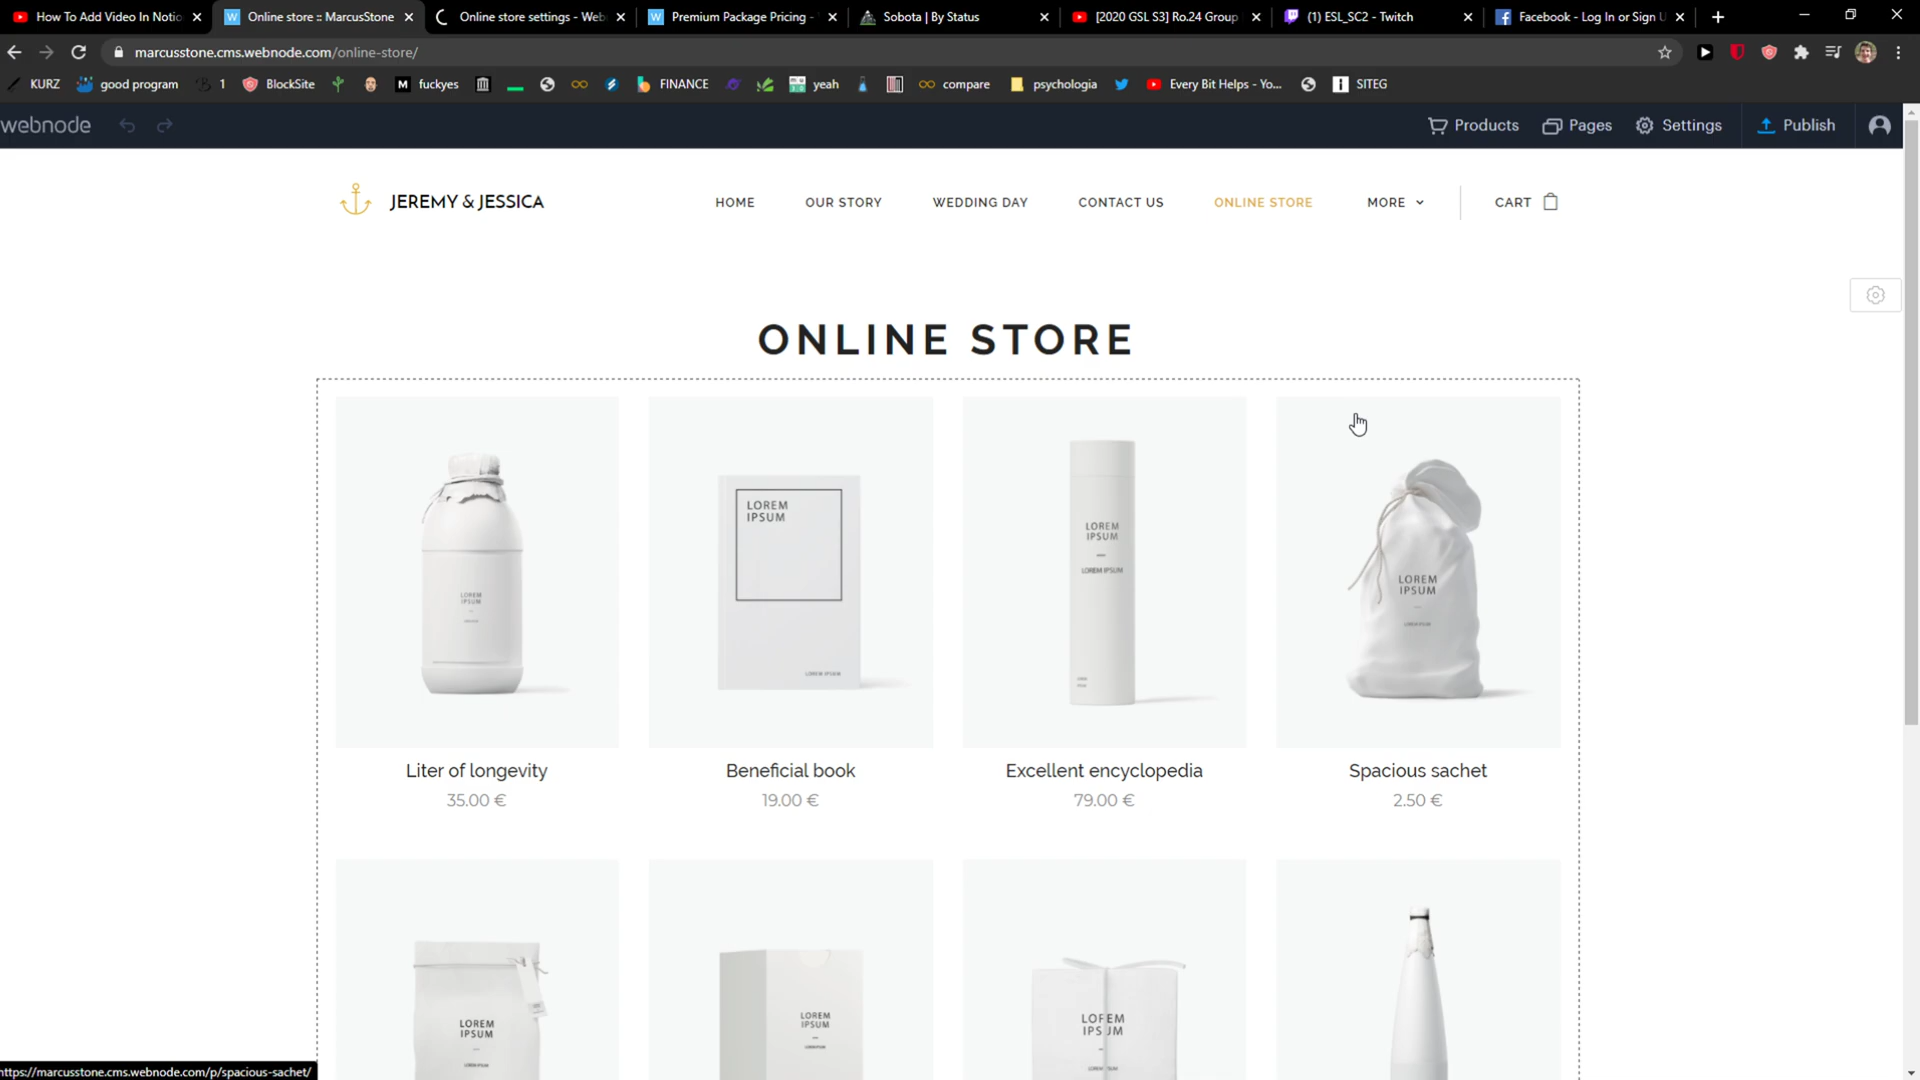 How To Add Video In Notio
Online store :: MarcusStone
Online store settings - Web
Premium Package Pricing -
Sobota | By Status
[2020 GSL S3] Ro.24 Group
(1) ESL_SC2 - Twitch
Facebook - Log In or Sign U
marcusstone.cms.webnode.com/online-store/
KURZ
good program
1
BlockSite
M fuckyes
FINANCE
yeah
compare
psychologia
Every Bit Helps - Yo...
SITEG
webnode
Products
Pages
Settings
Publish
JEREMY & JESSICA
HOME
OUR STORY
WEDDING DAY
CONTACT US
ONLINE STORE
MORE
CART
ONLINE STORE
LOREM
IPSUM
LOREM
IPSUM
LOREM IPSUM
LOREM
IPSUM
LOREM IPSUM
LOREM
IPSUM
LOREM IPSUM
Liter of longevity
35.00 €
Beneficial book
19.00 €
Excellent encyclopedia
79.00 €
Spacious sachet
2.50 €
LOREM
IPSUM
LOREM
IPSUM
LOREM
IPSUM
https://marcusstone.cms.webnode.com/p/spacious-sachet/